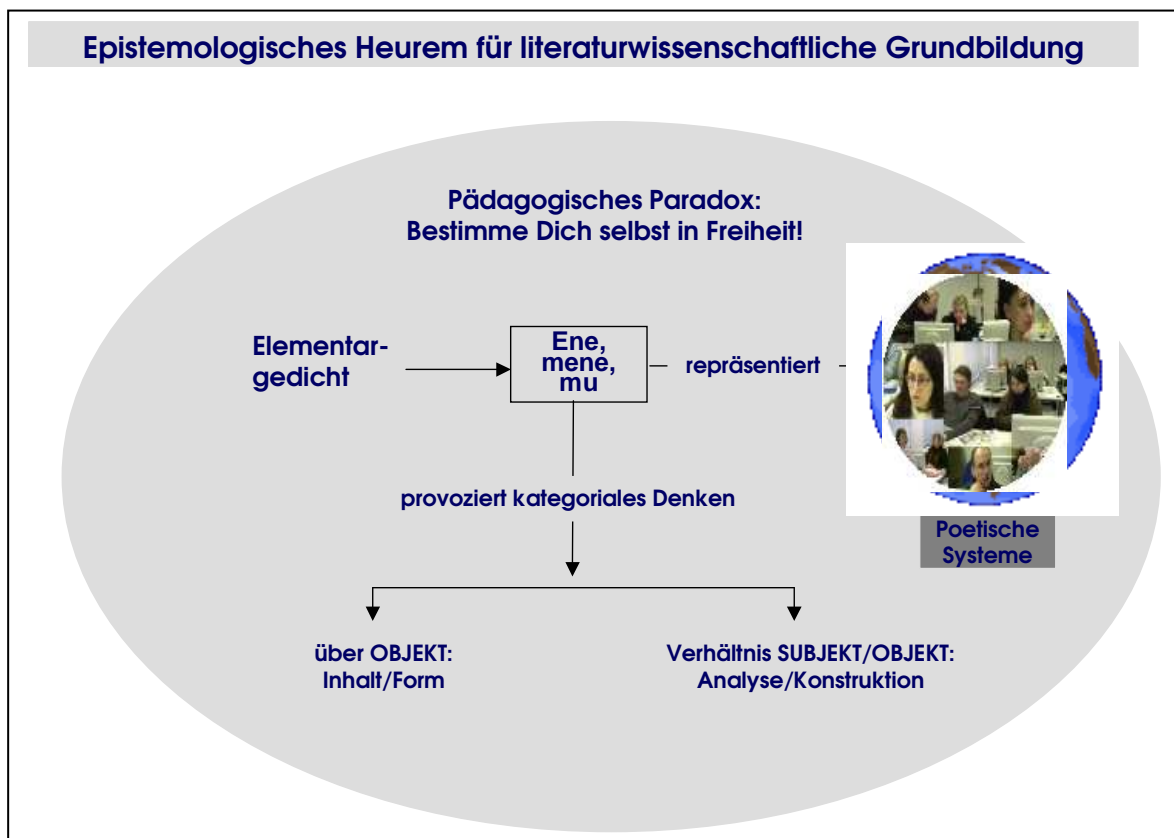 Epistemologisches Heurem für literaturwissenschaftliche Grundbildung
Pädagogisches Paradox:
Bestimme Dich selbst in Freiheit!
Elementar-
gedicht
Ene,
mene,
mu
repräsentiert
Poetische
Systeme
provoziert kategoriales Denken
über OBJEKT:
Inhalt/Form
Verhältnis SUBJEKT/OBJEKT:
Analyse/Konstruktion